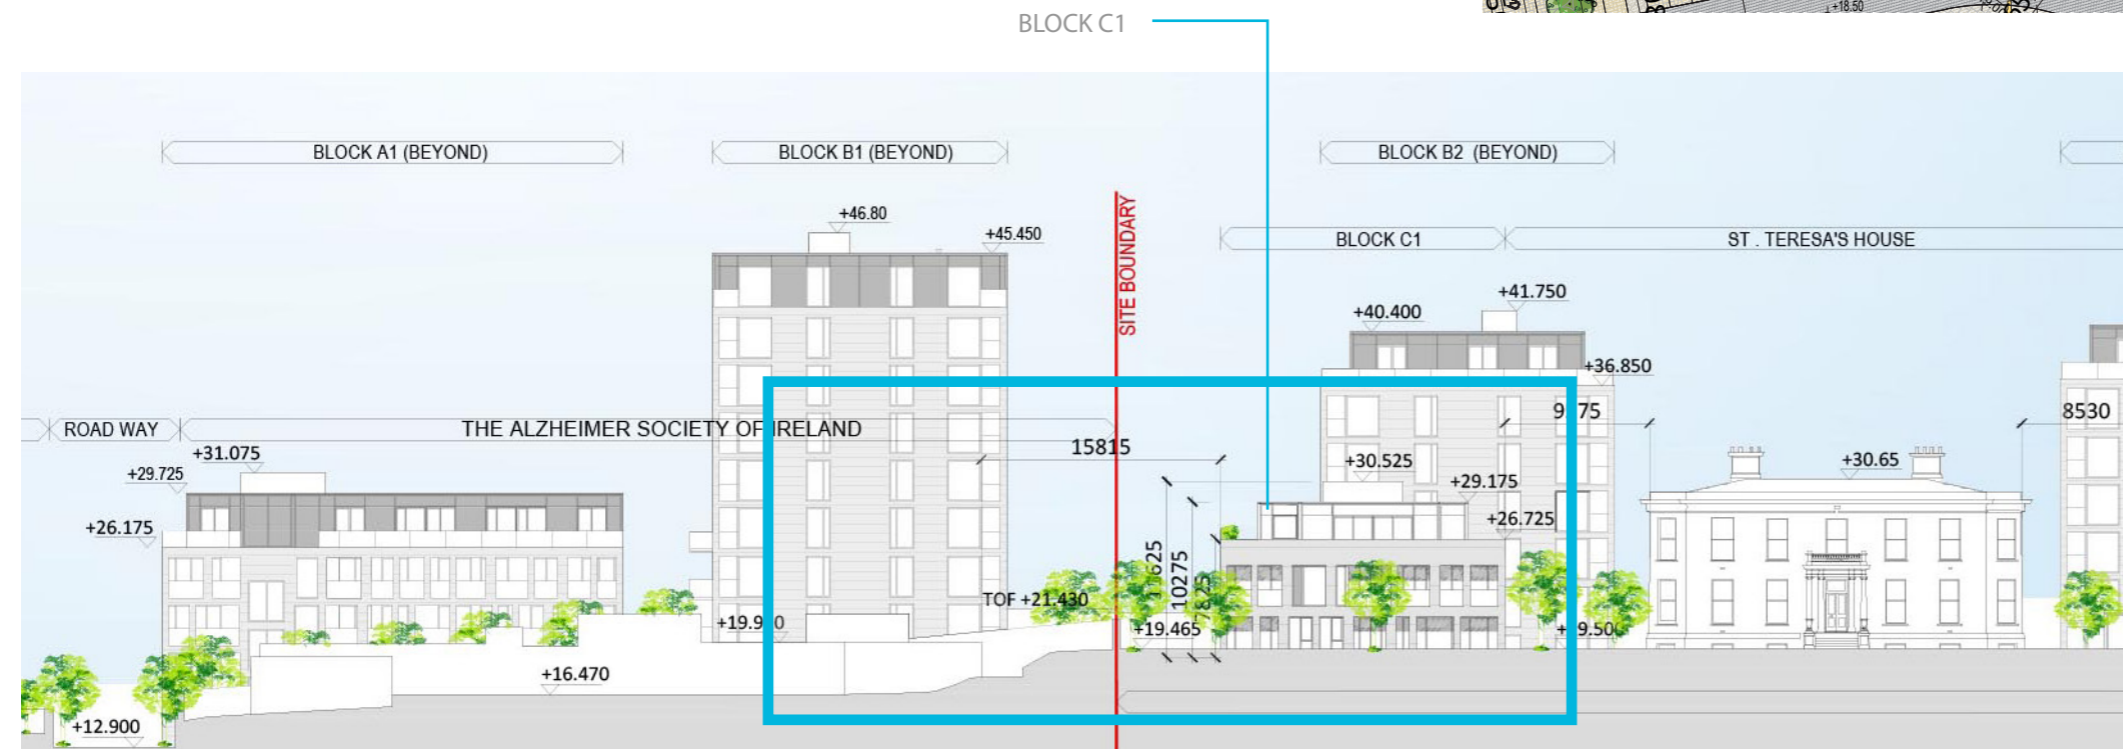 BLOCK C1
+18.50
BLOCK A1 (BEYOND)
BLOCK B1 (BEYOND)
BLOCK B2 (BEYOND)
+46.80
+45.450
SITE BOUNDARY
BLOCK C1
ST . TERESA'S HOUSE
+41.750
+40.400
+36.850
ROAD WAY
THE ALZHEIMER SOCIETY OF IRELAND
8530
15815
+31.075
+29.725
+30.525
+29.175
+30.65
+26.175
+26.725
10275
7825
TOF +21.430
+19.465
+16.470
+12.900